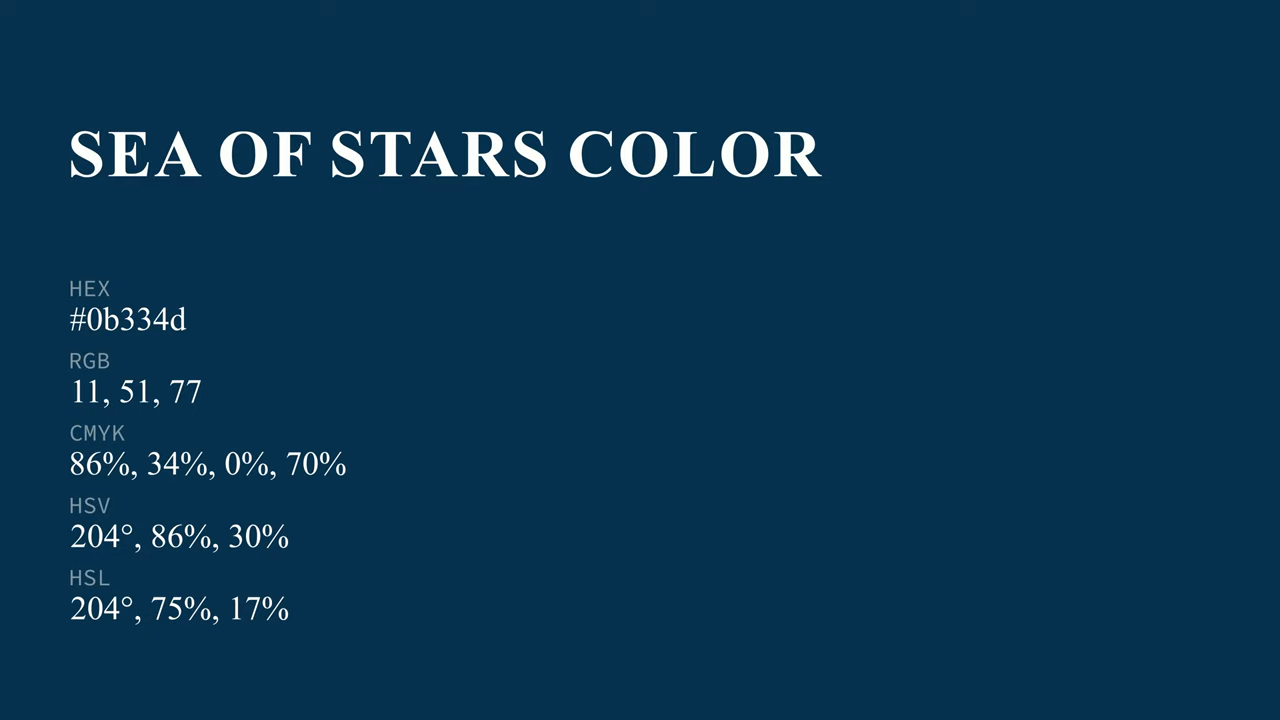 SEA OF STARS COLOR
HEX
#0b334d
RGB
11, 51, 77
CMYK
86%, 34%, 0%, 70%
HSV
204°, 86%, 30%
HSL
204°, 75%, 17%